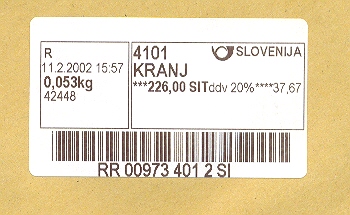 R
11.2.2002 15:57
0,053kg
42448
4101 SLOVENIJA
KRANJ
***226,00 SITddv 20%****37,67
RR 00973 401 2 SI